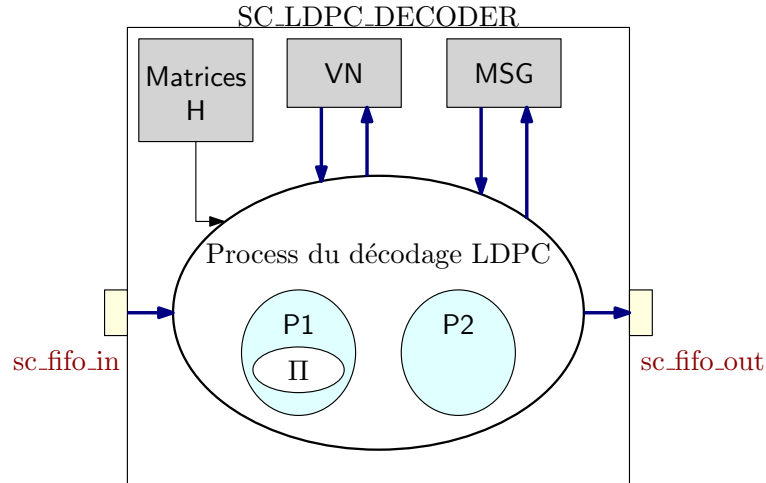 SC_LDPC_DECODER
Matrices
H
VN
MSG
Process du décodage LDPC
P1
P2
Π
sc_fifo_in
sc_fifo_out